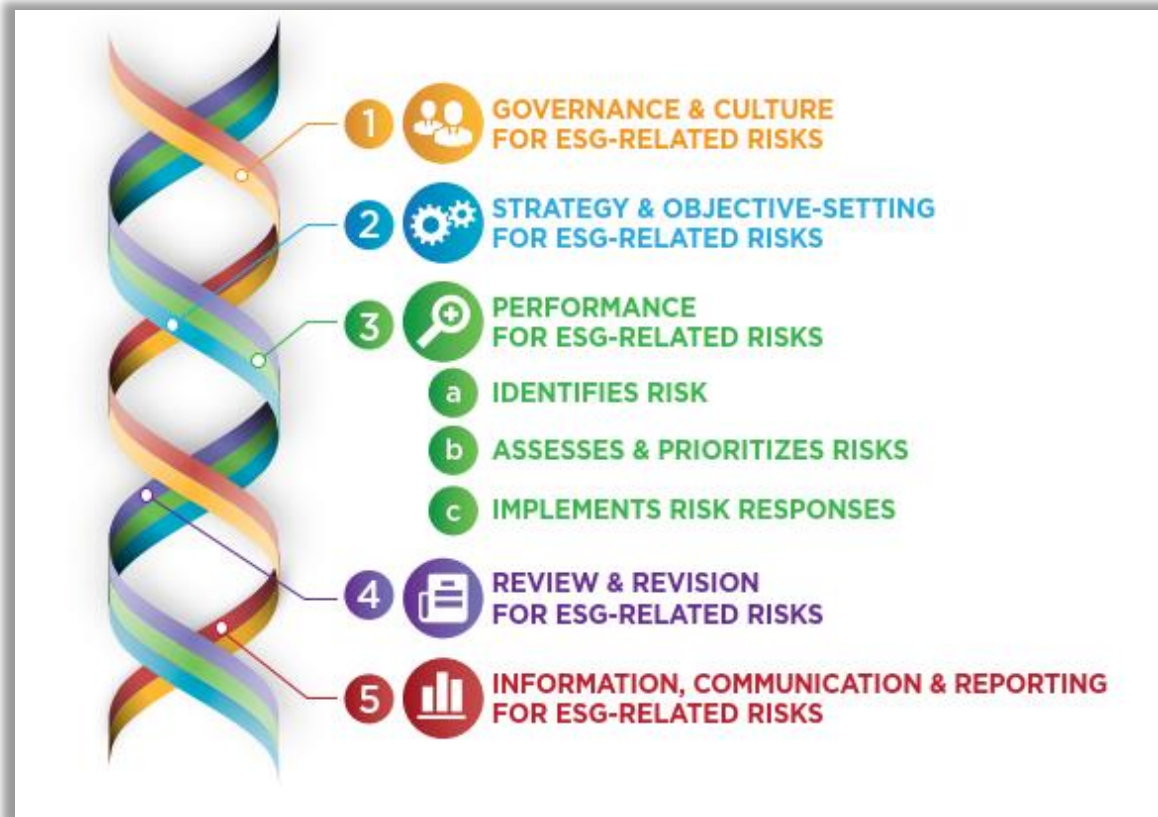 1 GOVERNANCE & CULTURE
FOR ESG-RELATED RISKS
2 STRATEGY & OBJECTIVE-SETTING
FOR ESG-RELATED RISKS
3 PERFORMANCE
FOR ESG-RELATED RISKS
a IDENTIFIES RISK
b ASSESSES & PRIORITIZES RISKS
c IMPLEMENTS RISK RESPONSES
4 REVIEW & REVISION
FOR ESG-RELATED RISKS
5 INFORMATION, COMMUNICATION & REPORTING
FOR ESG-RELATED RISKS